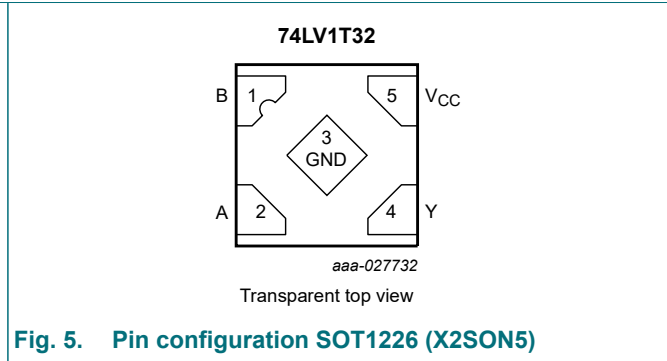 74LV1T32
B 1 5 VCC
3
GND
A 2 4 Y
aaa-027732
Transparent top view
Fig. 5. Pin configuration SOT1226 (X2SON5)